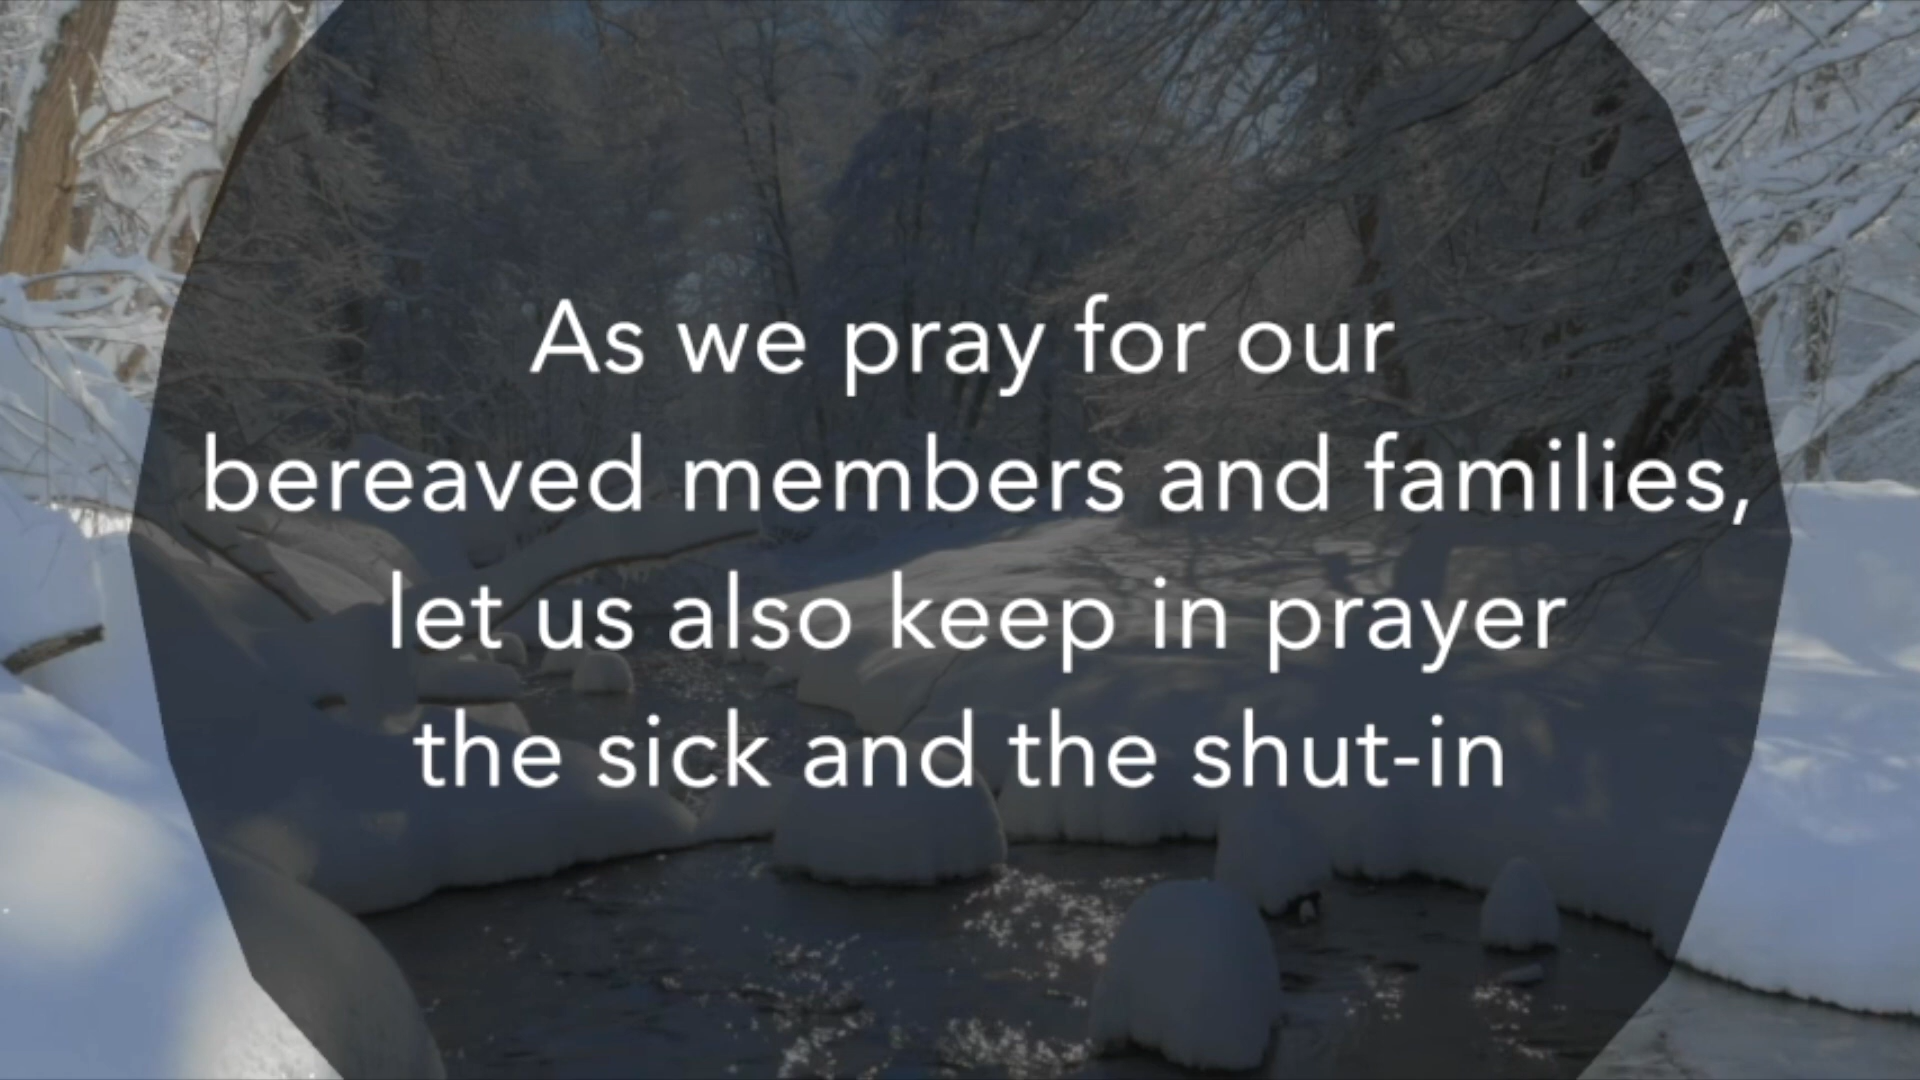 As we pray for our
bereaved members and families,
let us also keep in prayer
the sick and the shut-in